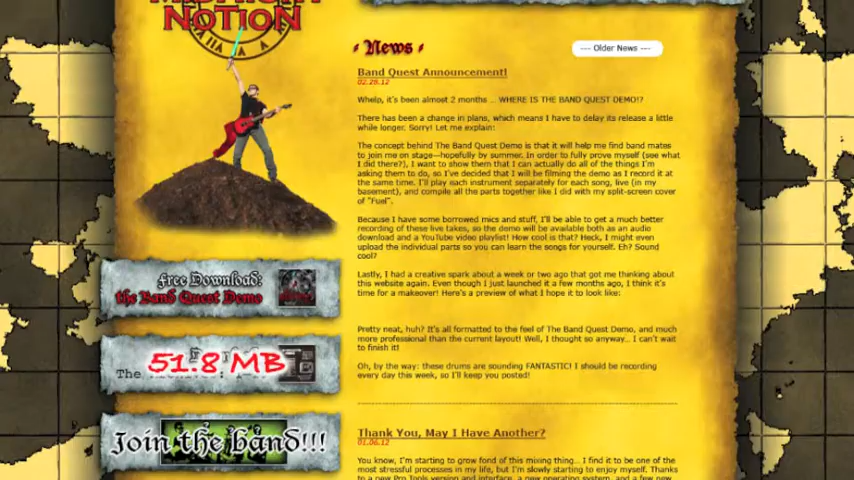 MIDNIGHT
NOTION
- News -
---- Older News ----
Band Quest Announcement!
02.28.12
Whelp, it's been almost 2 months ... WHERE IS THE BAND QUEST DEMO!?
There has been a change in plans, which means I have to delay its release a little
while longer. Sorry! Let me explain:
The concept behind The Band Quest Demo is that it will help me find band mates
to join me on stage—hopefully by summer. In order to fully prove myself (see what
I did there?), I want to show them that I can actually do all of the things I'm
asking them to do, so I've decided that I will be filming the demo as I record it at
the same time. I'll play each instrument separately for each song, live (in my
basement), and compile all the parts together like I did with my split-screen cover
of "Fuel".
Because I have some borrowed mics and stuff, I'll be able to get a much better
recording of these live takes, so the demo will be available both as an audio
download and a YouTube video playlist! How cool is that? Heck, I might even
upload the individual parts so you can learn the songs for yourself. Eh? Sound
cool?
Lastly, I had a creative spark about a week or two ago that got me thinking about
this website again. Even though I just launched it a few months ago, I think it's
time for a makeover! Here's a preview of what I hope it to look like:
Pretty neat, huh? It's all formatted to the feel of The Band Quest Demo, and much
more professional than the current layout! Well, I thought so anyway... I can't wait
to finish it!
Oh, by the way: these drums are sounding FANTASTIC! I should be recording
every day this week, so I'll keep you posted!
Thank You, May I Have Another?
01.06.12
You know, I'm starting to grow fond of this mixing thing... I find it to be one of the
most stressful processes in my life, but I'm slowly starting to enjoy myself. Thanks
to a new Pro Tools version and interface, a new operating system, and a few new
Free Download:
the Band Quest Demo
The
51.8 MB
Join the band!!!